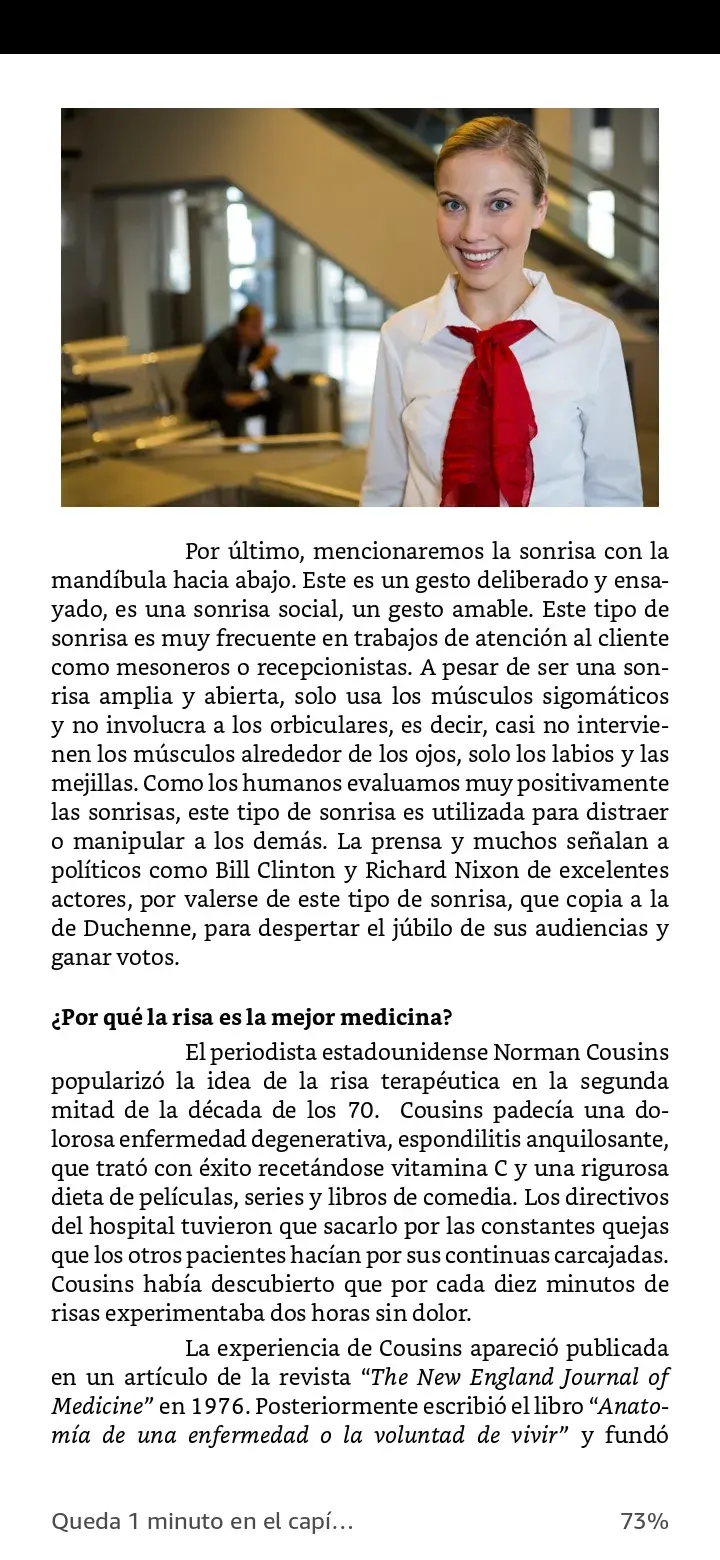 Por último, mencionaremos la sonrisa con la
mandíbula hacia abajo. Este es un gesto deliberado y ensa-
yado, es una sonrisa social, un gesto amable. Este tipo de
sonrisa es muy frecuente en trabajos de atención al cliente
como mesoneros o recepcionistas. A pesar de ser una son-
risa amplia y abierta, solo usa los músculos sigomáticos
y no involucra a los orbiculares, es decir, casi no intervie-
nen los músculos alrededor de los ojos, solo los labios y las
mejillas. Como los humanos evaluamos muy positivamente
las sonrisas, este tipo de sonrisa es utilizada para distraer
o manipular a los demás. La prensa y muchos señalan a
políticos como Bill Clinton y Richard Nixon de excelentes
actores, por valerse de este tipo de sonrisa, que copia a la
de Duchenne, para despertar el júbilo de sus audiencias y
ganar votos.
¿Por qué la risa es la mejor medicina?
El periodista estadounidense Norman Cousins
popularizó la idea de la risa terapéutica en la segunda
mitad de la década de los 70.  Cousins padecía una do-
lorosa enfermedad degenerativa, espondilitis anquilosante,
que trató con éxito recetándose vitamina C y una rigurosa
dieta de películas, series y libros de comedia. Los directivos
del hospital tuvieron que sacarlo por las constantes quejas
que los otros pacientes hacían por sus continuas carcajadas.
Cousins había descubierto que por cada diez minutos de
risas experimentaba dos horas sin dolor.
La experiencia de Cousins apareció publicada
en un artículo de la revista “The New England Journal of
Medicine” en 1976. Posteriormente escribió el libro “Anato-
mía de una enfermedad o la voluntad de vivir” y fundó
Queda 1 minuto en el capí… 73%